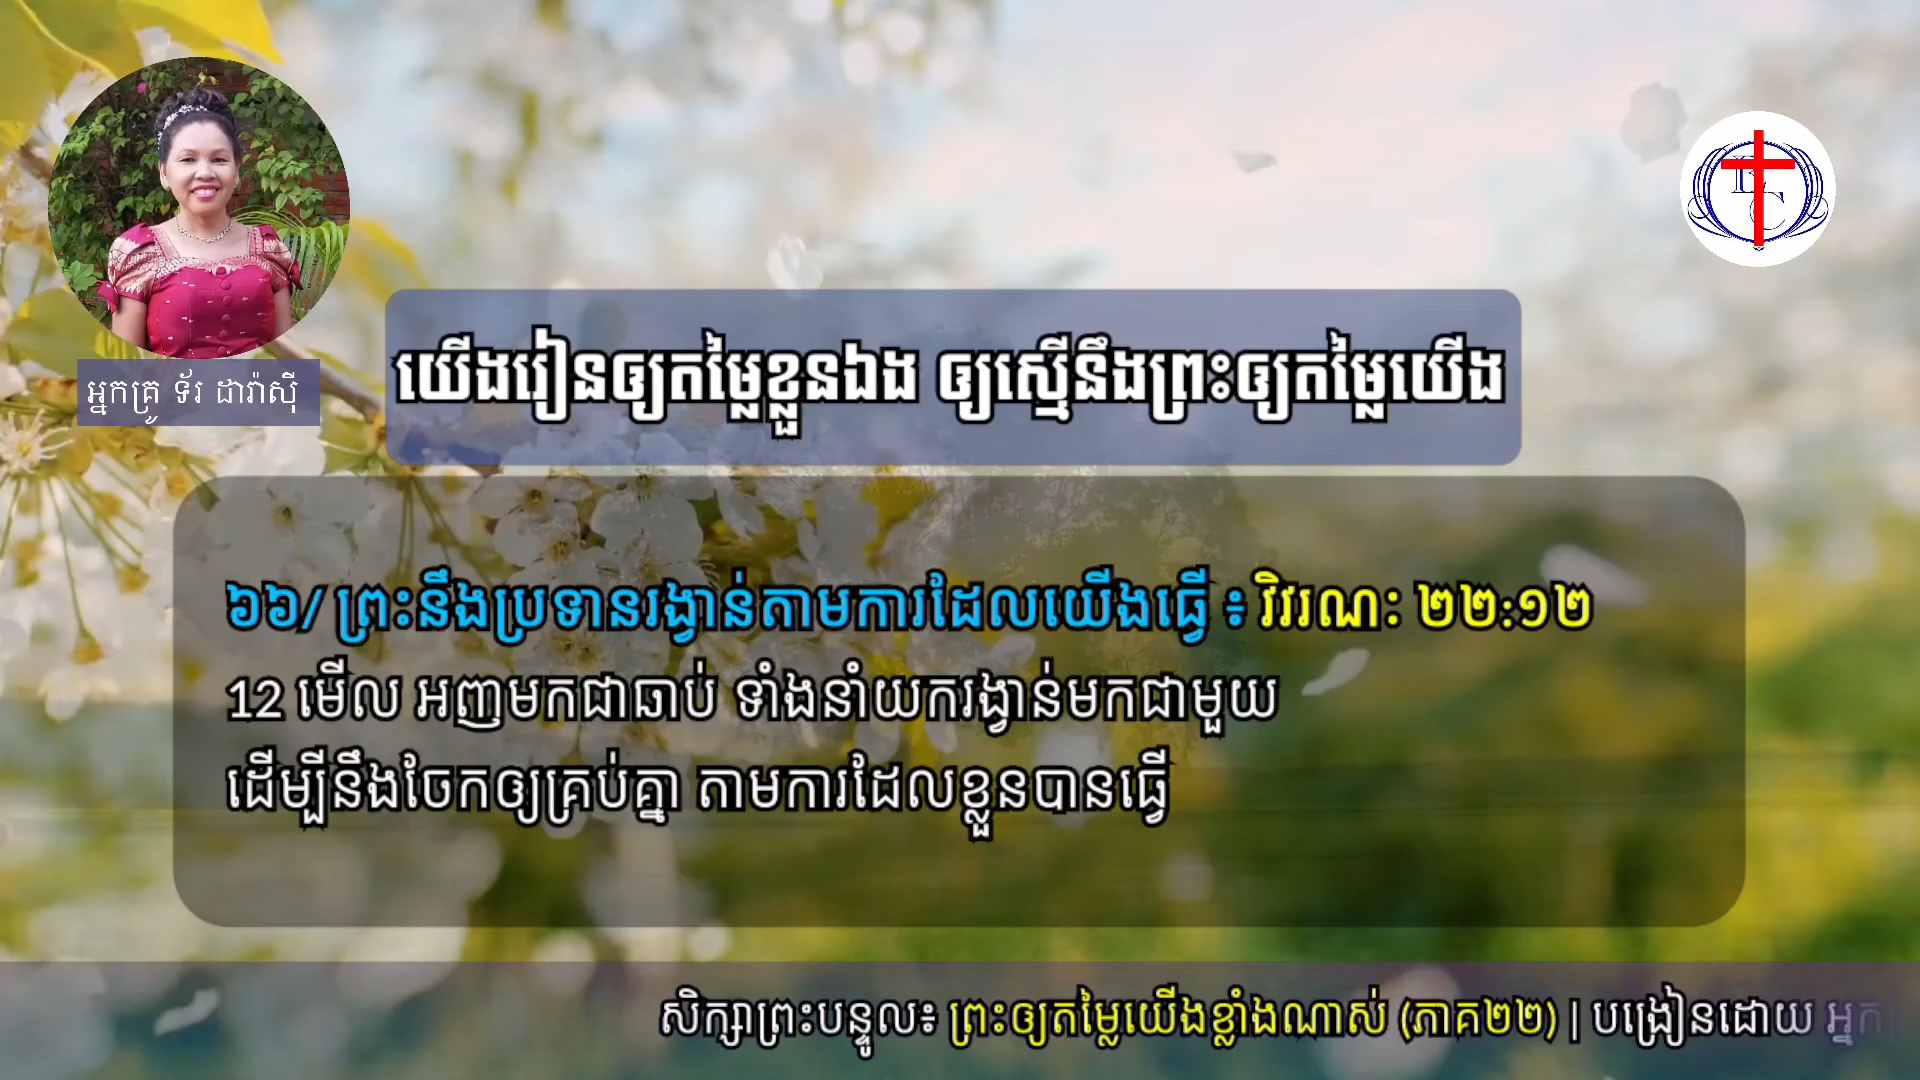 អ្នកគ្រូ ទ័រ ដារ៉ាស៊ី
យើងរៀនឲ្យតម្លៃខ្លួនឯង ឲ្យស្មើនឹងព្រះឲ្យតម្លៃយើង
៦៦/ ព្រះនឹងប្រទានរង្វាន់តាមការដែលយើងធ្វើ ៖ វិវរណៈ ២២:១២
12 មើល អញមកជាឆាប់ ទាំងនាំយករង្វាន់មកជាមួយ
ដើម្បីនឹងចែកឲ្យគ្រប់គ្នា តាមការដែលខ្លួនបានធ្វើ
សិក្សាព្រះបន្ទូល៖ ព្រះឲ្យតម្លៃយើងខ្លាំងណាស់ (ភាគ២២) | បង្រៀនដោយ អ្នក